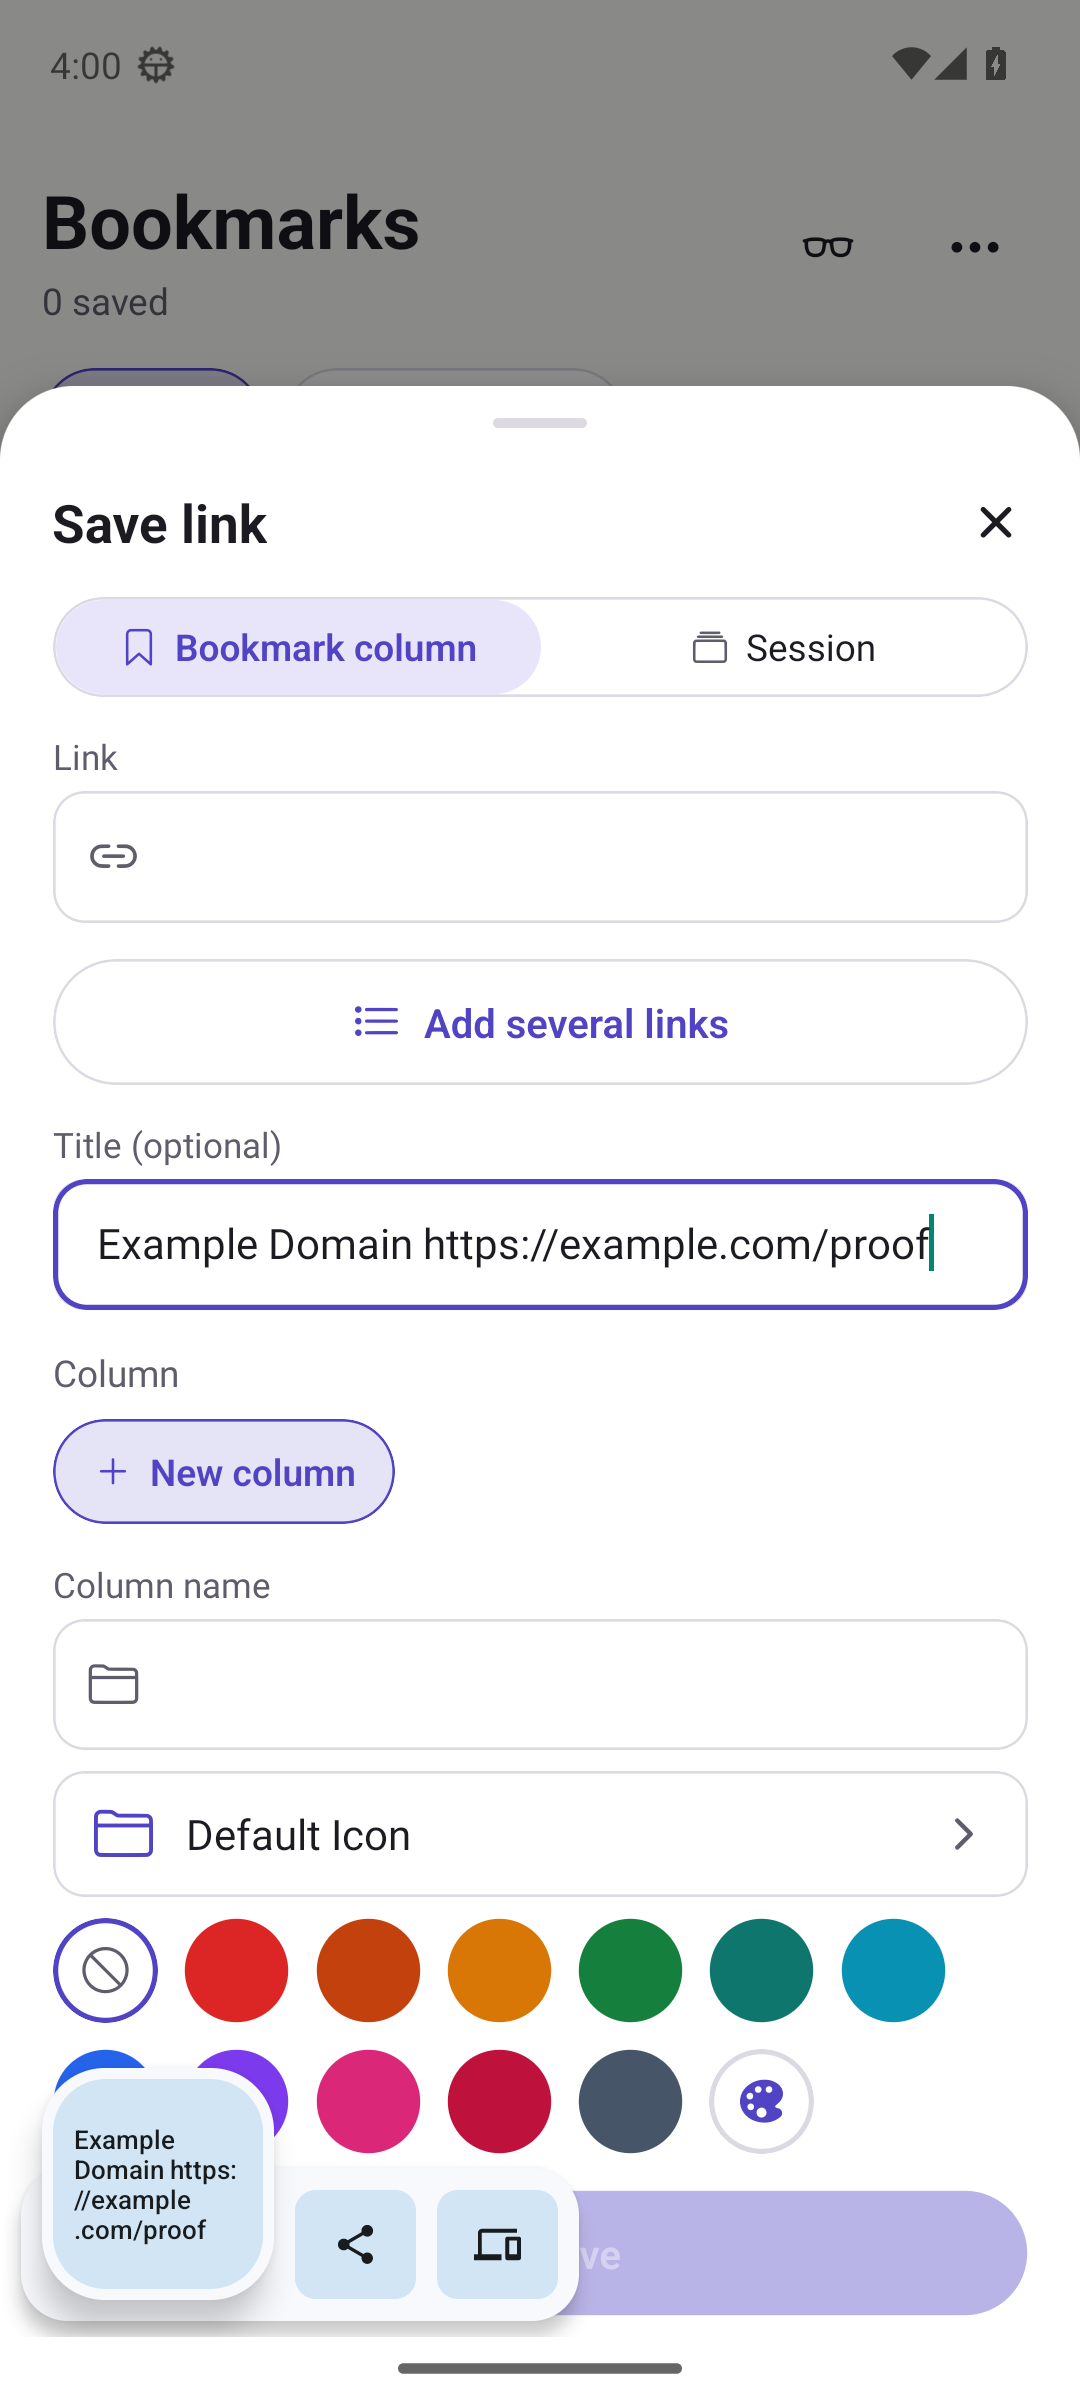 4:00
Bookmarks
0 saved
Save link
Bookmark column
Session
Link
Add several links
Title (optional)
Example Domain https://example.com/proof
Column
New column
Column name
Default Icon
Example
Domain https:
//example
.com/proof
ve